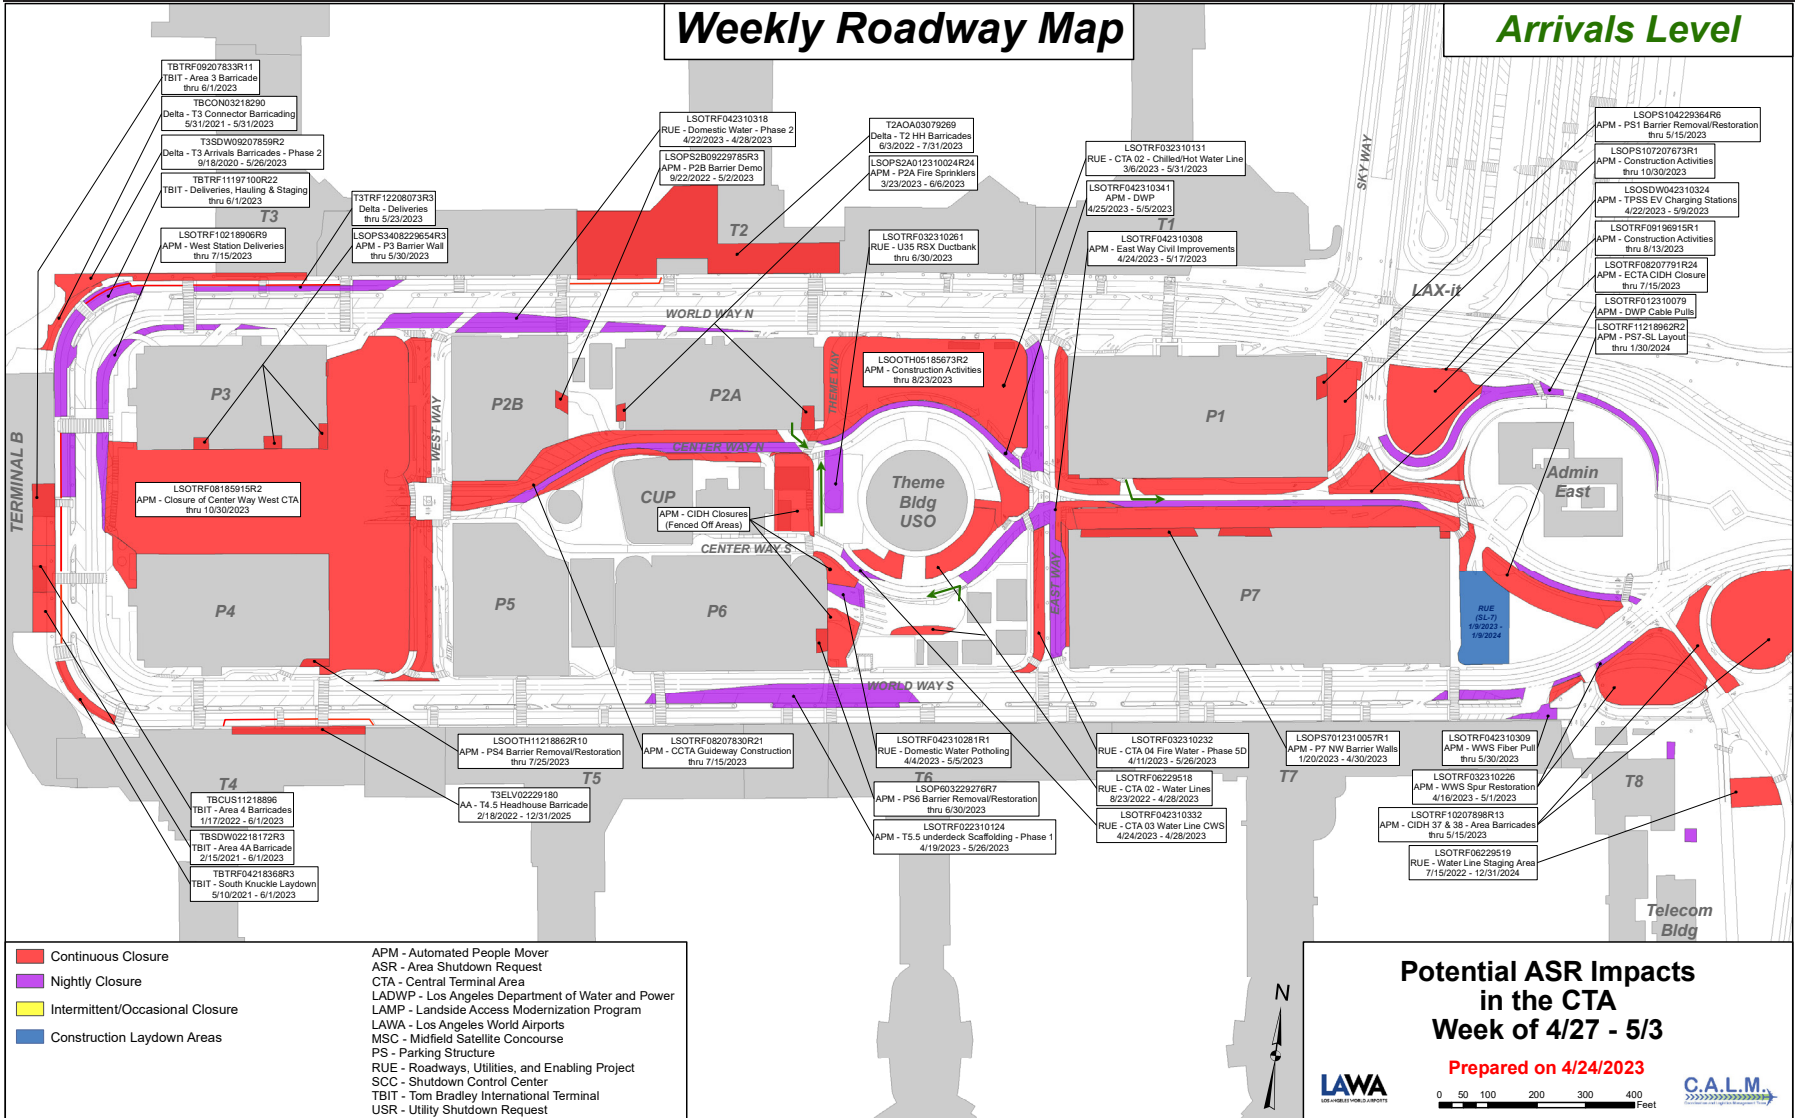 Weekly Roadway Map
Arrivals Level
TBTRF09207833R11
TBIT - Area 3 Barricade
thru 6/1/2023
TBCON03218290
Delta - T3 Connector Barricading
5/31/2021 - 5/31/2023
T3SDW09207859R2
Delta - T3 Arrivals Barricades - Phase 2
9/18/2020 - 5/26/2023
TBTRF11197100R22
TBIT - Deliveries, Hauling & Staging
thru 6/1/2023
T3
LSOTRF10218906R9
APM - West Station Deliveries
thru 7/15/2023
T3TRF12208073R3
Delta - Deliveries
thru 5/23/2023
LSOPS3408229654R3
APM - P3 Barrier Wall
thru 5/30/2023
LSOTRF042310318
RUE - Domestic Water - Phase 2
4/22/2023 - 4/28/2023
LSOPS2B09229785R3
APM - P2B Barrier Demo
9/22/2022 - 5/2/2023
T2AOA03079269
Delta - T2 HH Barricades
6/3/2022 - 7/31/2023
LSOPS2A012310024R24
APM - P2A Fire Sprinklers
3/23/2023 - 6/6/2023
T2
LSOTRF032310261
RUE - U35 RSX Ductbank
thru 6/30/2023
LSOTRF032310131
RUE - CTA 02 - Chilled/Hot Water Line
3/6/2023 - 5/31/2023
LSOTRF042310341
APM - DWP
4/25/2023 - 5/5/2023
T1
LSOTRF042310308
APM - East Way Civil Improvements
4/24/2023 - 5/17/2023
SKY WAY
LSOPS104229364R6
APM - PS1 Barrier Removal/Restoration
thru 5/15/2023
LSOPS107207673R1
APM - Construction Activities
thru 10/30/2023
LSOSDW042310324
APM - TPSS EV Charging Stations
4/22/2023 - 5/9/2023
LSOTRF09196915R1
APM - Construction Activities
thru 8/13/2023
LSOTRF08207791R24
APM - ECTA CIDH Closure
thru 7/15/2023
LSOTRF012310079
APM - DWP Cable Pulls
LSOTRF11218962R2
APM - PS7-SL Layout
thru 1/30/2024
LAX-it
WORLD WAY N
LSOOTH05185673R2
APM - Construction Activities
thru 8/23/2023
THEME WAY
P3
WEST WAY
P2B
P2A
P1
CENTER WAY N
TERMINAL B
LSOTRF08185915R2
APM - Closure of Center Way West CTA
thru 10/30/2023
CUP
APM - CIDH Closures
(Fenced Off Areas)
Theme
Bldg
USO
Admin
East
CENTER WAY S
EAST WAY
P4
P5
P6
P7
RUE
(SL-7)
1/9/2023 -
1/9/2024
WORLD WAY S
LSOOTH11218862R10
APM - PS4 Barrier Removal/Restoration
thru 7/25/2023
LSOTRF08207830R21
APM - CCTA Guideway Construction
thru 7/15/2023
LSOTRF042310281R1
RUE - Domestic Water Potholing
4/4/2023 - 5/5/2023
LSOTRF032310232
RUE - CTA 04 Fire Water - Phase 5D
4/11/2023 - 5/26/2023
LSOPS7012310057R1
APM - P7 NW Barrier Walls
1/20/2023 - 4/30/2023
LSOTRF042310309
APM - WWS Fiber Pull
thru 5/30/2023
T4
T5
T6
T7
T8
TBCUS11218896
TBIT - Area 4 Barricades
1/17/2022 - 6/1/2023
T3ELV02229180
AA - T4.5 Headhouse Barricade
2/18/2022 - 12/31/2025
LSOP603229276R7
APM - PS6 Barrier Removal/Restoration
thru 6/30/2023
LSOTRF06229518
RUE - CTA 02 - Water Lines
8/23/2022 - 4/28/2023
LSOTRF032310226
APM - WWS Spur Restoration
4/16/2023 - 5/1/2023
TBSDW02218172R3
TBIT - Area 4A Barricade
2/15/2021 - 6/1/2023
LSOTRF022310124
APM - T5.5 underdeck Scaffolding - Phase 1
4/19/2023 - 5/26/2023
LSOTRF042310332
RUE - CTA 03 Water Line CWS
4/24/2023 - 4/28/2023
LSOTRF10207898R13
APM - CIDH 37 & 38 - Area Barricades
thru 5/15/2023
TBTRF04218368R3
TBIT - South Knuckle Laydown
5/10/2021 - 6/1/2023
LSOTRF06229519
RUE - Water Line Staging Area
7/15/2022 - 12/31/2024
Telecom
Bldg
Continuous Closure
Nightly Closure
Intermittent/Occasional Closure
Construction Laydown Areas
APM - Automated People Mover
ASR - Area Shutdown Request
CTA - Central Terminal Area
LADWP - Los Angeles Department of Water and Power
LAMP - Landside Access Modernization Program
LAWA - Los Angeles World Airports
MSC - Midfield Satellite Concourse
PS - Parking Structure
RUE - Roadways, Utilities, and Enabling Project
SCC - Shutdown Control Center
TBIT - Tom Bradley International Terminal
USR - Utility Shutdown Request
N
Potential ASR Impacts
in the CTA
Week of 4/27 - 5/3
Prepared on 4/24/2023
LAWA
LOS ANGELES WORLD AIRPORTS
0 50 100 200 300 400
Feet
C.A.L.M.